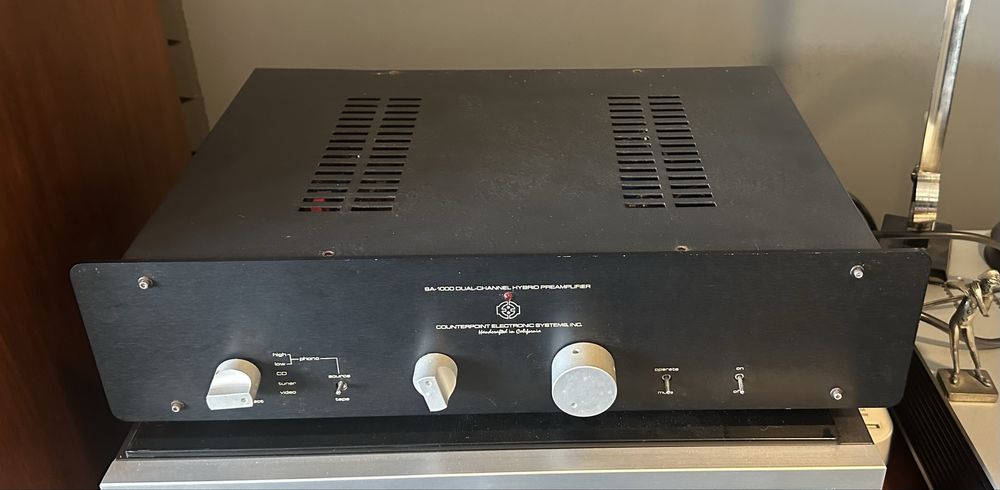 SA-1000 DUAL-CHANNEL HYBRID PREAMPLIFIER
COUNTERPOINT ELECTRONIC SYSTEMS, INC.
Handcrafted in California
high
low
phono
CD
tuner
video
source
tape
operate
mute
on
off